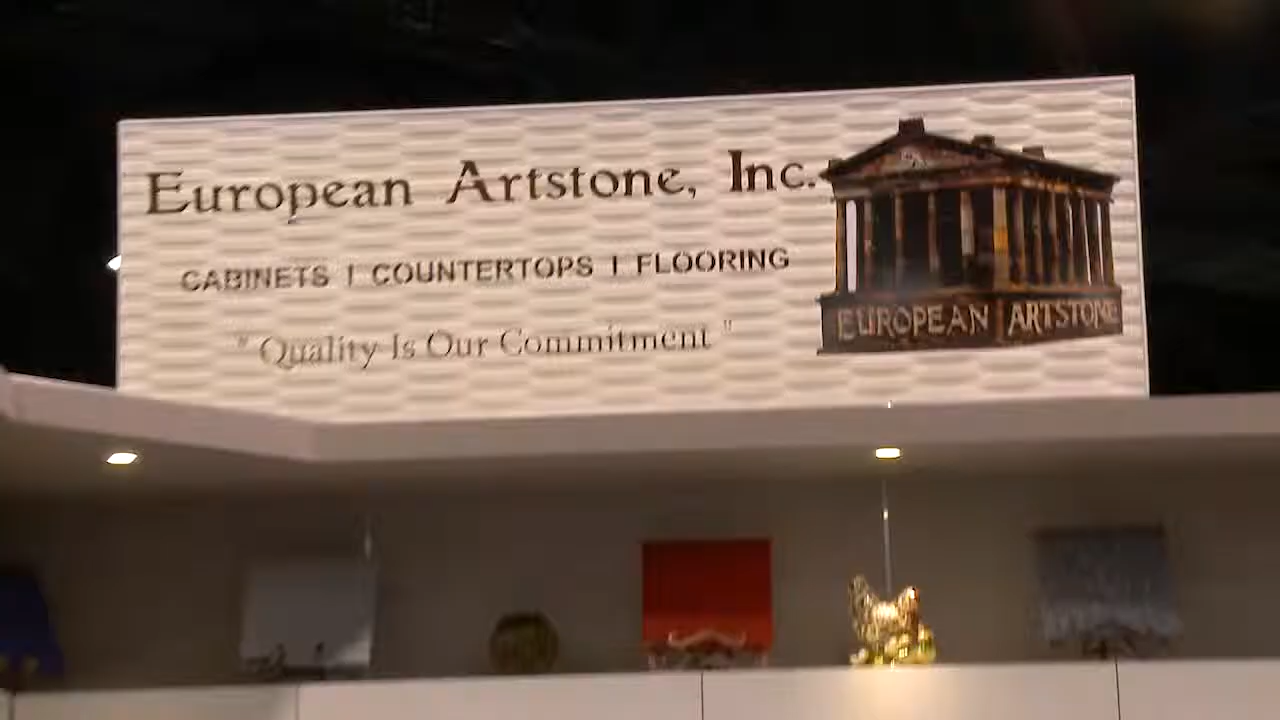 European Artstone, Inc.
CABINETS | COUNTERTOPS | FLOORING
" Quality Is Our Commitment "
EUROPEAN ARTSTONE